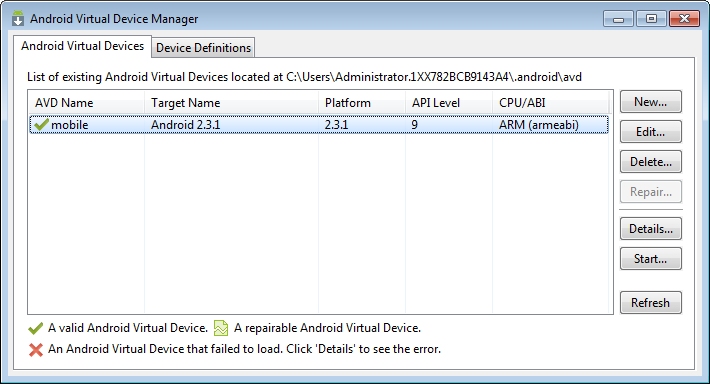 Android Virtual Device Manager
Android Virtual Devices Device Definitions
List of existing Android Virtual Devices located at C:\Users\Administrator.1XX782BCB9143A4\.android\avd
AVD Name Target Name Platform API Level CPU/ABI New...
mobile Android 2.3.1 2.3.1 9 ARM (armeabi)
Edit...
Delete...
Repair...
Details...
Start...
Refresh
A valid Android Virtual Device. A repairable Android Virtual Device.
An Android Virtual Device that failed to load. Click 'Details' to see the error.